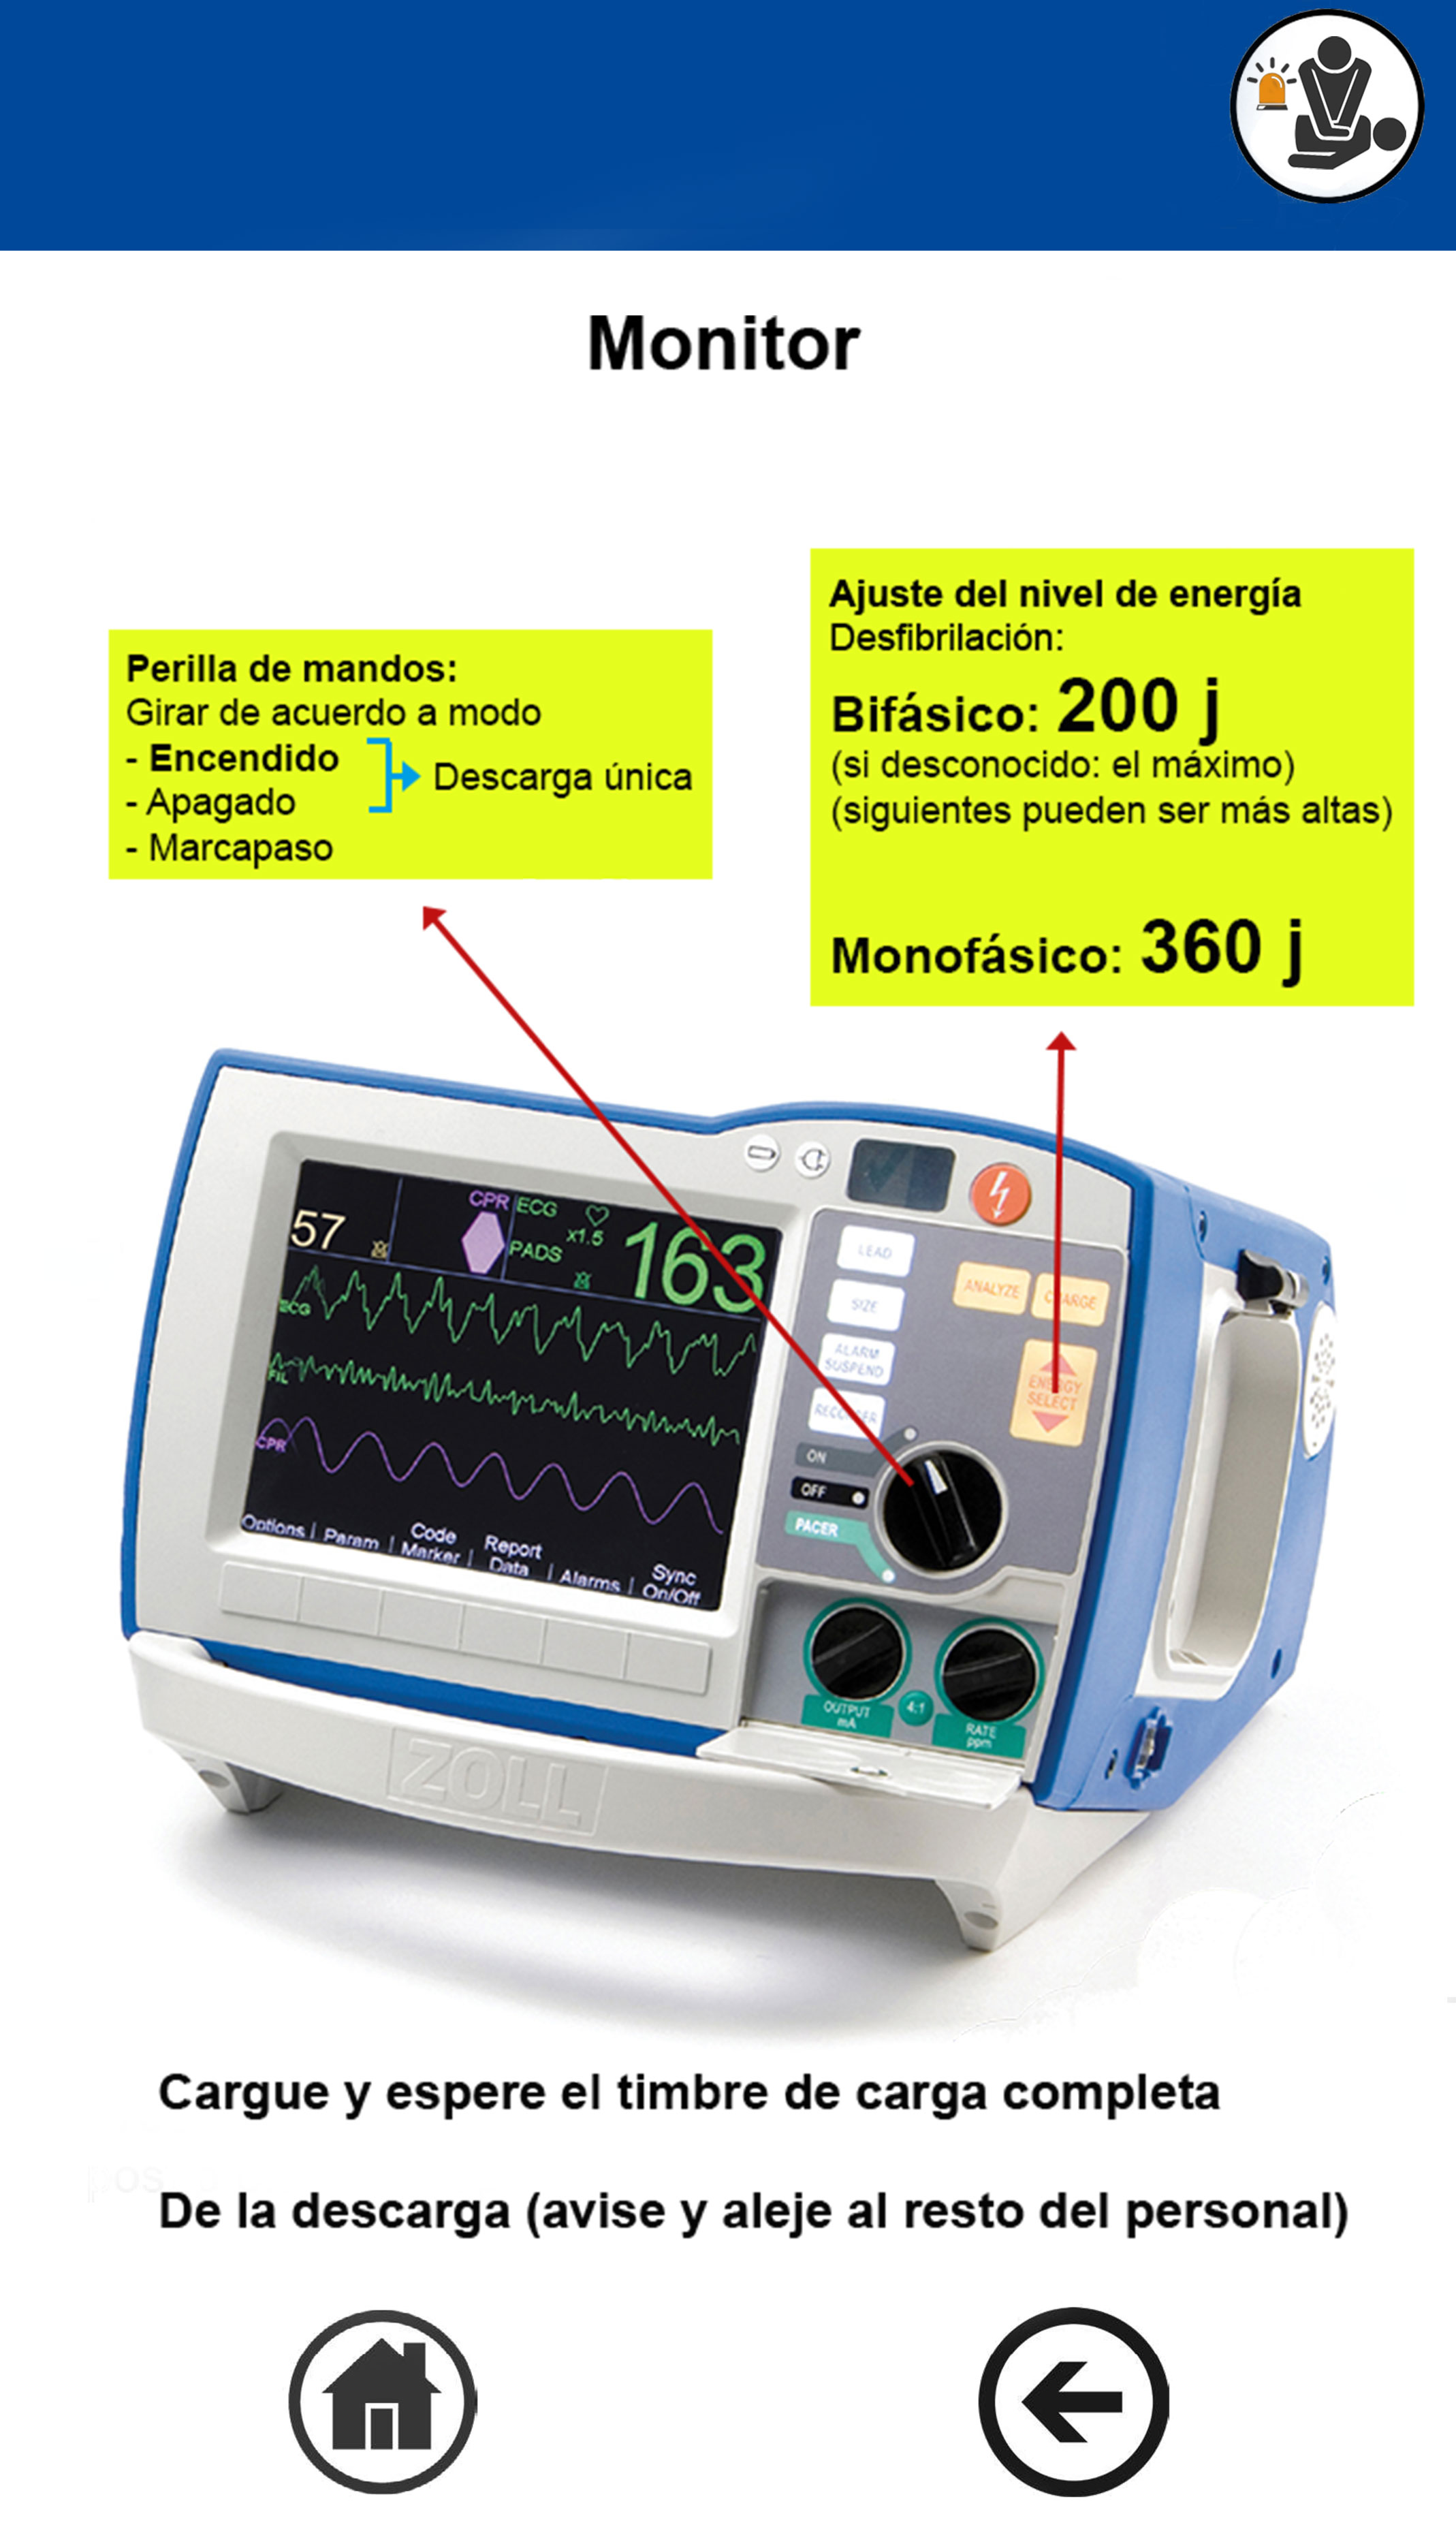 Monitor
Ajuste del nivel de energía
Desfibrilación:
Bifásico: 200 j
(si desconocido: el máximo)
(siguientes pueden ser más altas)
Monofásico: 360 j
Perilla de mandos:
Girar de acuerdo a modo
- Encendido
- Apagado
Descarga única
- Marcapaso
57
CPR
ECG
x1.5
PADS
163
ECG
FIL
CPR
Options
Param
Code
Marker
Report
Data
Alarms
Sync
On/Off
LEAD
SIZE
ALARM
SUSPEND
ANALYZE
CHARGE
ENERGY
SELECT
ON
OFF
PACER
OUTPUT
mA
4:1
RATE
ppm
ZOLL
Cargue y espere el timbre de carga completa
De la descarga (avise y aleje al resto del personal)